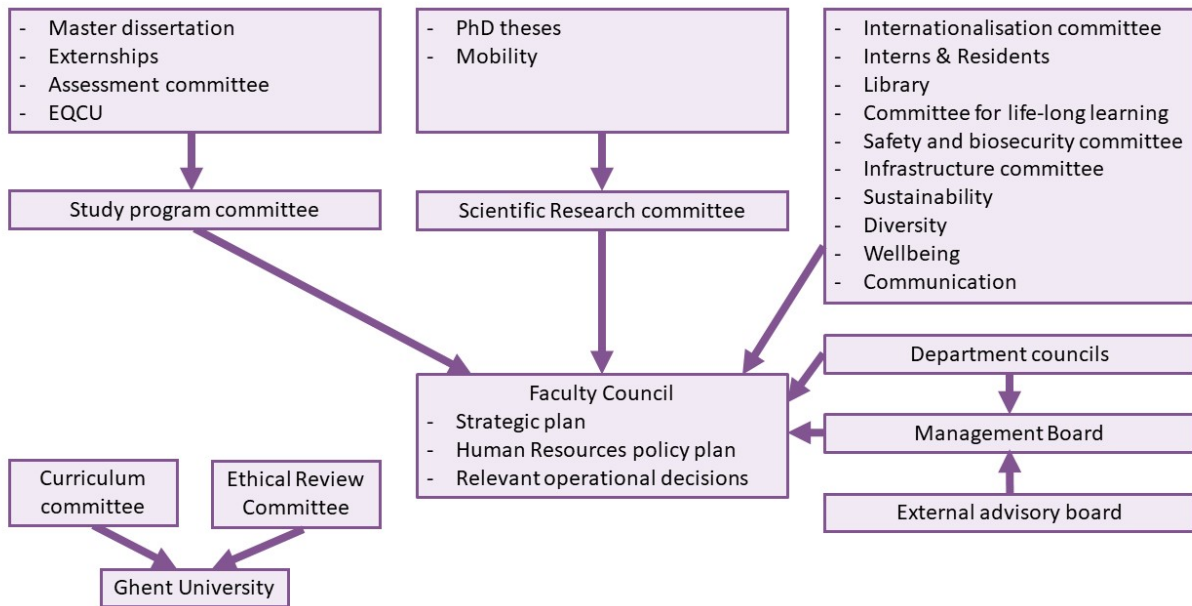 - Master dissertation
- Externships
- Assessment committee
- EQCU
- PhD theses
- Mobility
- Internationalisation committee
- Interns & Residents
- Library
- Committee for life-long learning
- Safety and biosecurity committee
- Infrastructure committee
- Sustainability
- Diversity
- Wellbeing
- Communication
Study program committee
Scientific Research committee
Department councils
Faculty Council
- Strategic plan
- Human Resources policy plan
- Relevant operational decisions
Management Board
External advisory board
Curriculum
committee
Ethical Review
Committee
Ghent University